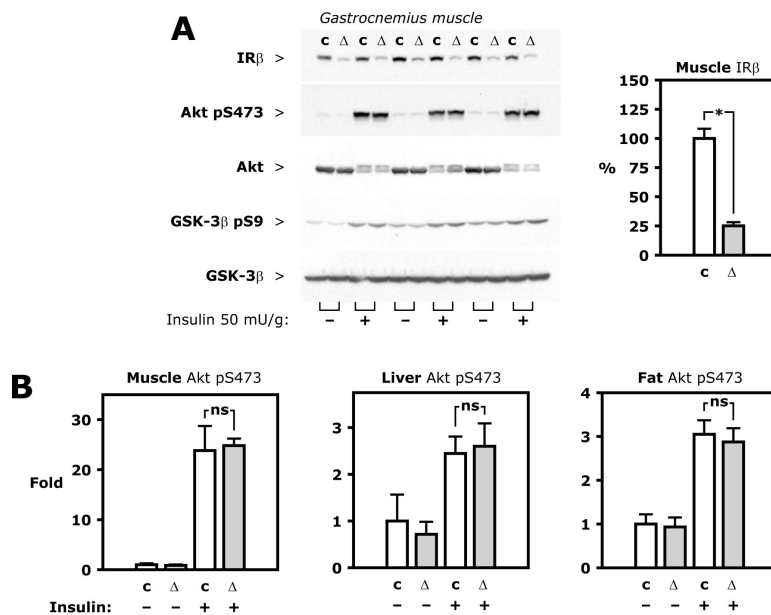 A
Gastrocnemius muscle
c Δ c Δ c Δ c Δ c Δ c Δ
IRβ >
Akt pS473 >
Akt >
GSK-3β pS9 >
GSK-3β >
Insulin 50 mU/g: – + – + – +
Muscle IRβ
150
125
100
75
50
25
0
%
*
c Δ
B
Muscle Akt pS473
30
20
10
0
Fold
ns
c Δ c Δ
Insulin: – – + +
Liver Akt pS473
3
2
1
0
ns
c Δ c Δ
– – + +
Fat Akt pS473
4
3
2
1
0
ns
c Δ c Δ
– – + +